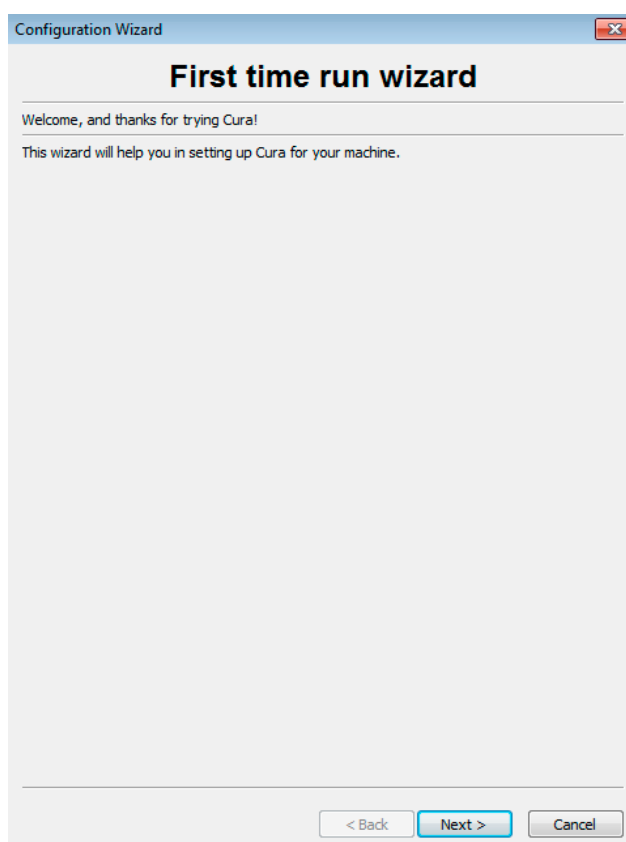 Configuration Wizard
First time run wizard
Welcome, and thanks for trying Cura!
This wizard will help you in setting up Cura for your machine.
< Back Next > Cancel